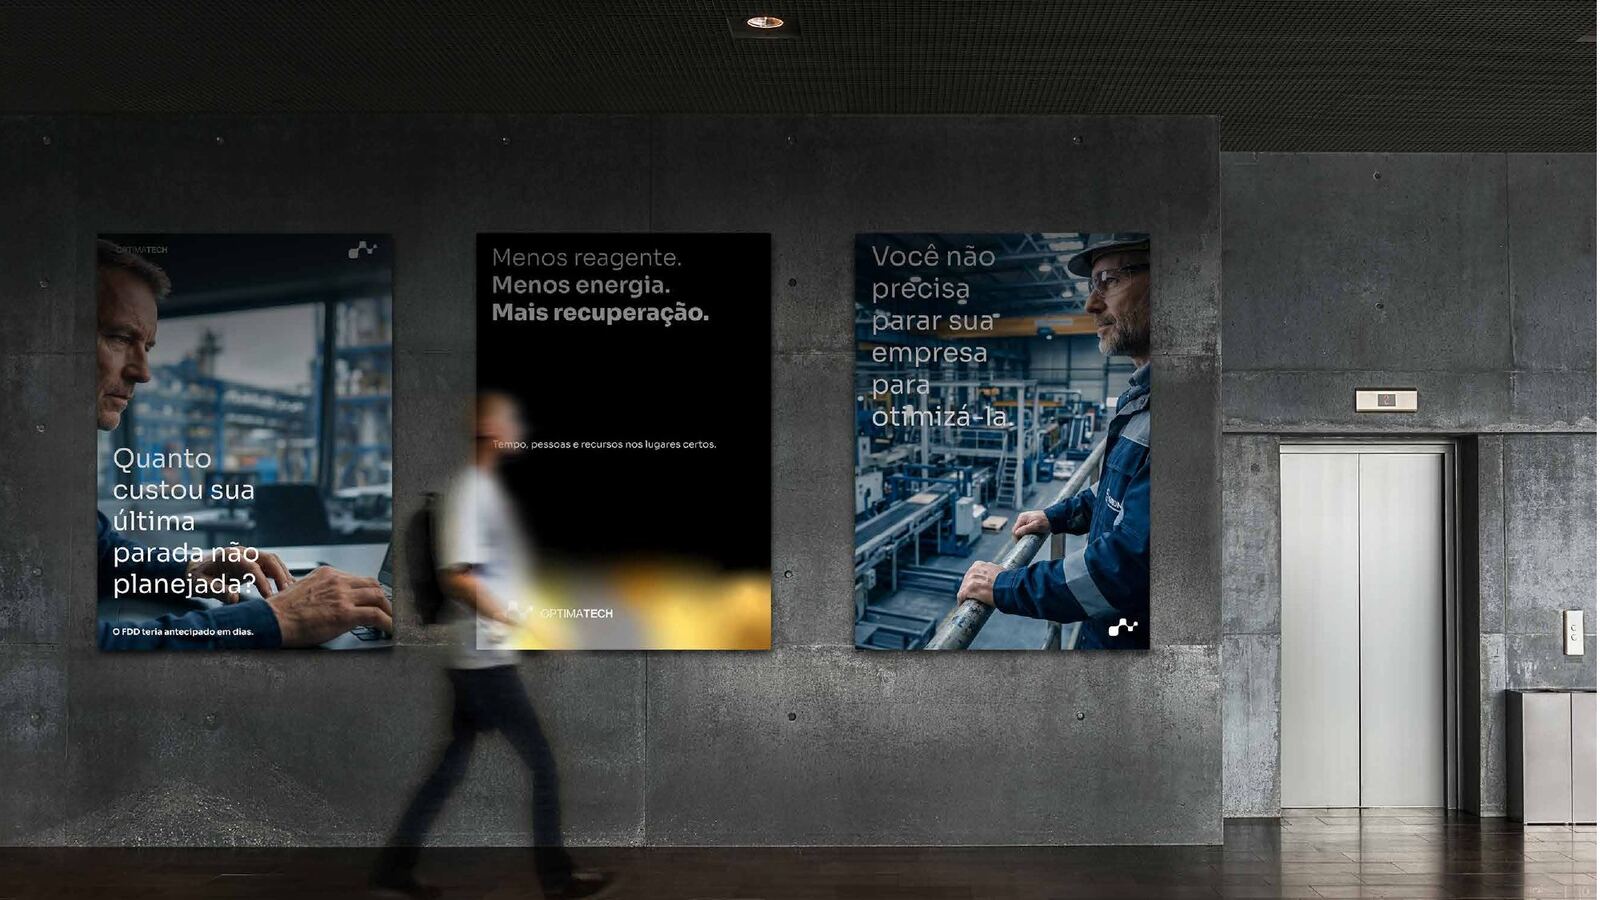 OPTIMATECH
Quanto
custou sua
última
parada não
planejada?
O FDD teria antecipado em dias.
Menos reagente.
Menos energia.
Mais recuperação.
Tempo, pessoas e recursos nos lugares certos.
OPTIMATECH
Você não
precisa
parar sua
empresa
para
otimizá-la.
2